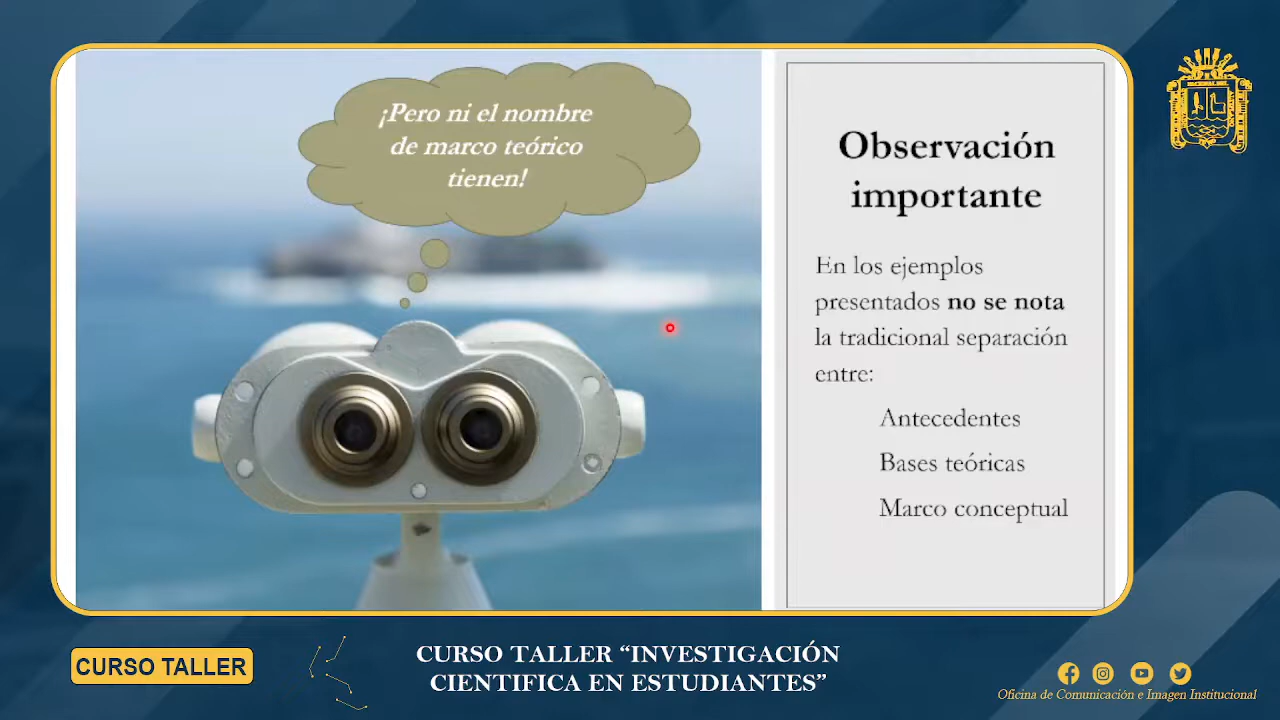 ¡Pero ni el nombre
de marco teórico
tienen!
Observación
importante
En los ejemplos
presentados no se nota
la tradicional separación
entre:
Antecedentes
Bases teóricas
Marco conceptual
CURSO TALLER
CURSO TALLER “INVESTIGACIÓN
CIENTIFICA EN ESTUDIANTES”
Oficina de Comunicación e Imagen Institucional